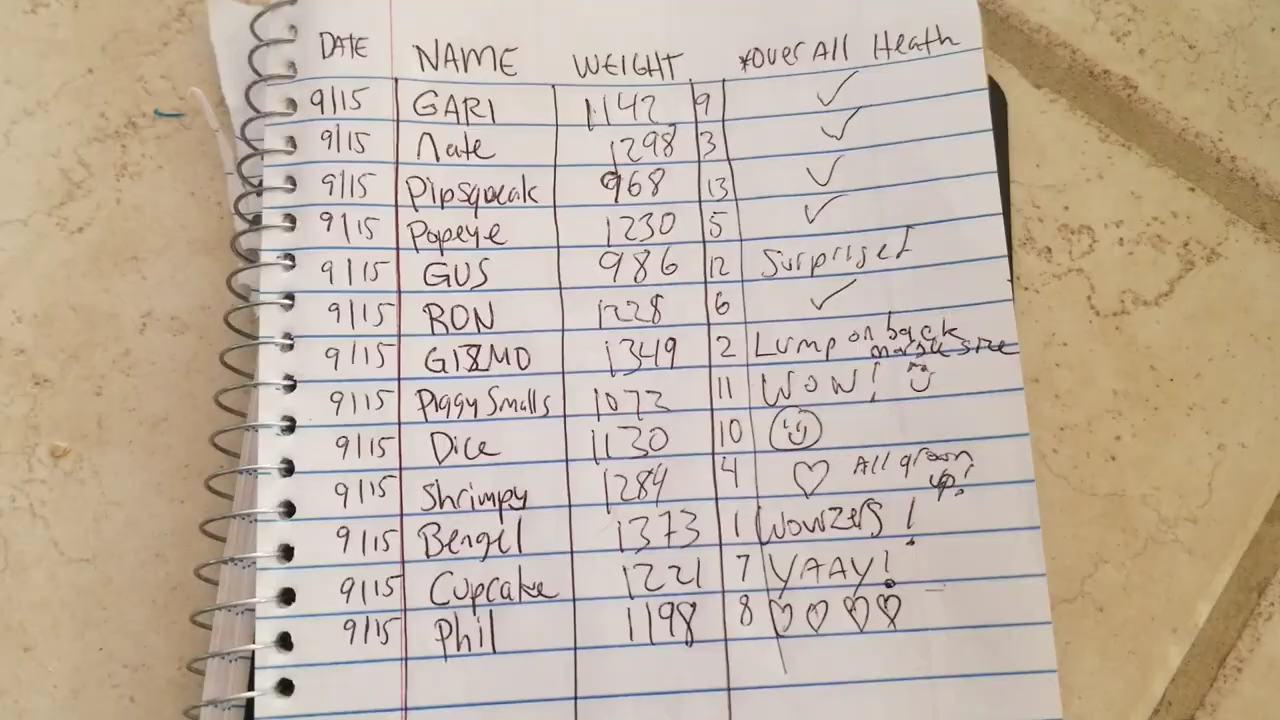 DATE NAME WEIGHT *Over All Heath
9/15 GARI 1142 9 ✓
9/15 Nate 1298 3 ✓
9/15 Pipsqueak 968 13 ✓
9/15 Popeye 1230 5 ✓
9/15 GUS 986 12 Surprised
9/15 RON 1228 6 ✓
9/15 GIZMO 1349 2 Lump on back marble size
9/15 Piggy Smalls 1072 11 WOW!
9/15 Dice 1130 10
9/15 Shrimpy 1284 4 ♡ All grown up!
9/15 1373 1 Wowzers!
9/15 Cupcake 1221 7 YAAY!
9/15 Phil 1198 8 ♡ ♡ ♡ ♡